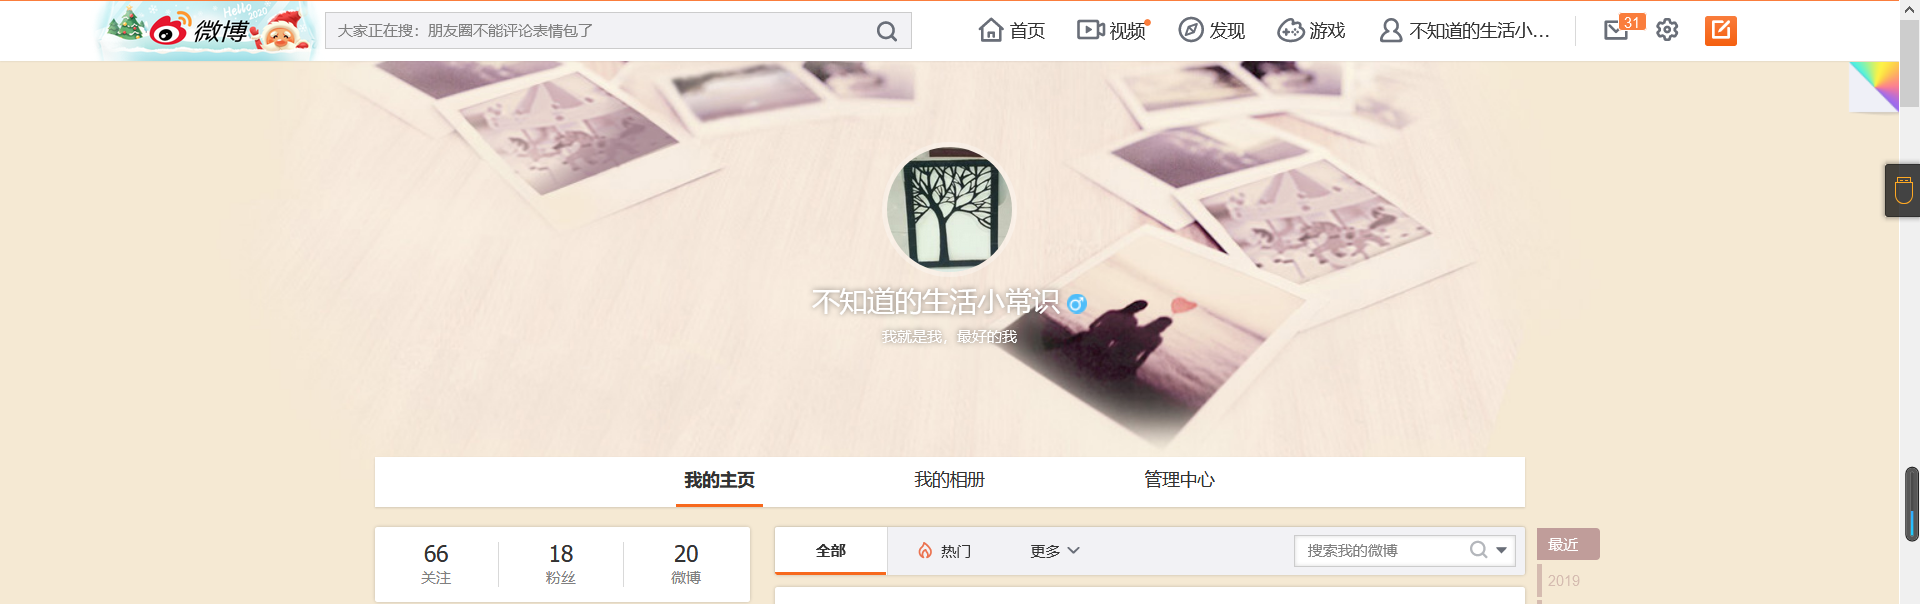 微博
Hello 2020
大家正在搜：朋友圈不能评论表情包了
首页
视频
发现
游戏
不知道的生活小...
31
不知道的生活小常识
我就是我，最好的我
我的主页
我的相册
管理中心
66
关注
18
粉丝
20
微博
全部
热门
更多
搜索我的微博
最近
2019